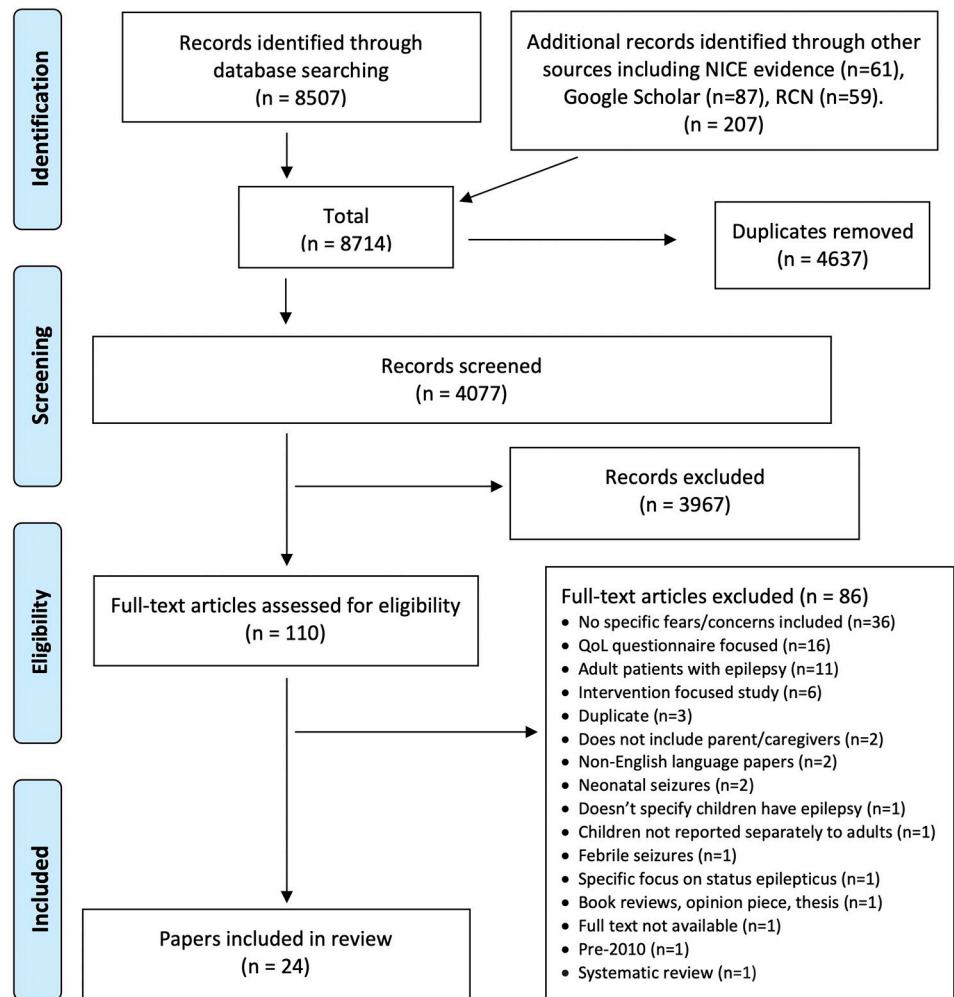 Identification
Records identified through
database searching
(n = 8507)
Additional records identified through other
sources including NICE evidence (n=61),
Google Scholar (n=87), RCN (n=59).
(n = 207)
Total
(n = 8714)
Duplicates removed
(n = 4637)
Screening
Records screened
(n = 4077)
Records excluded
(n = 3967)
Eligibility
Full-text articles assessed for eligibility
(n = 110)
Full-text articles excluded (n = 86)
• No specific fears/concerns included (n=36)
• QoL questionnaire focused (n=16)
• Adult patients with epilepsy (n=11)
• Intervention focused study (n=6)
• Duplicate (n=3)
• Does not include parent/caregivers (n=2)
• Non-English language papers (n=2)
• Neonatal seizures (n=2)
• Doesn't specify children have epilepsy (n=1)
• Children not reported separately to adults (n=1)
• Febrile seizures (n=1)
• Specific focus on status epilepticus (n=1)
• Book reviews, opinion piece, thesis (n=1)
• Full text not available (n=1)
• Pre-2010 (n=1)
• Systematic review (n=1)
Included
Papers included in review
(n = 24)